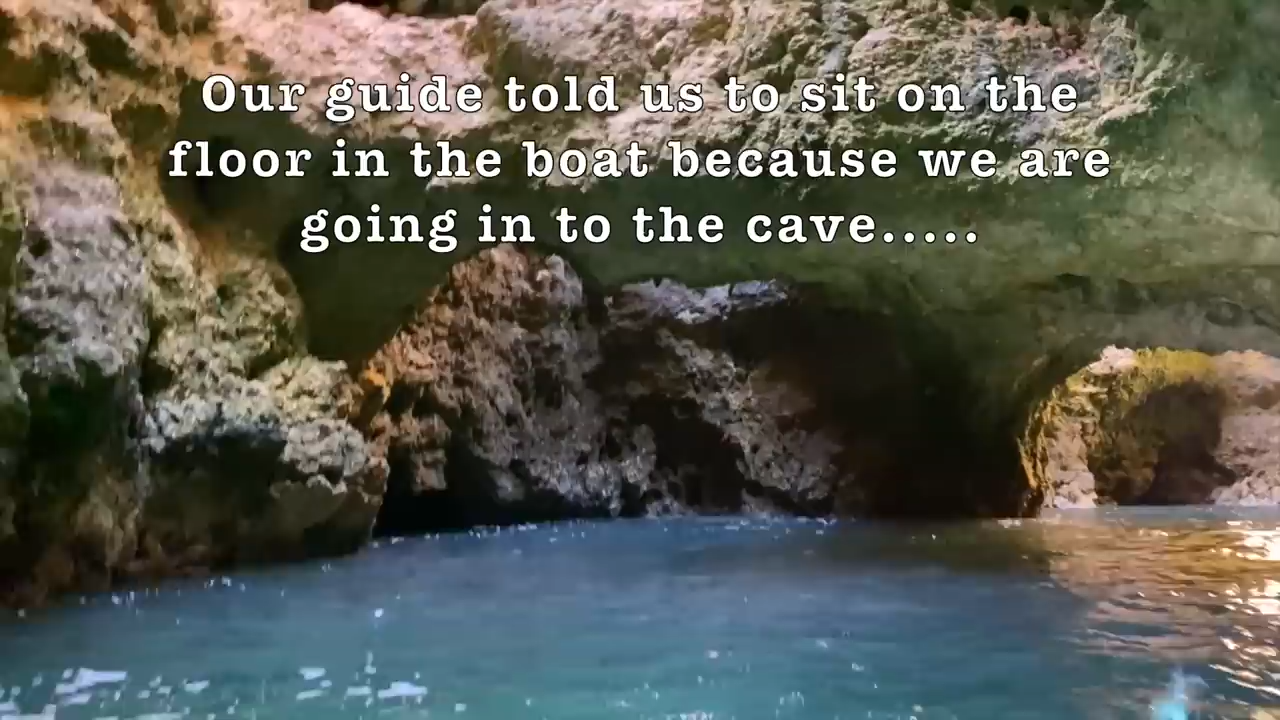 Our guide told us to sit on the
floor in the boat because we are
going in to the cave.....